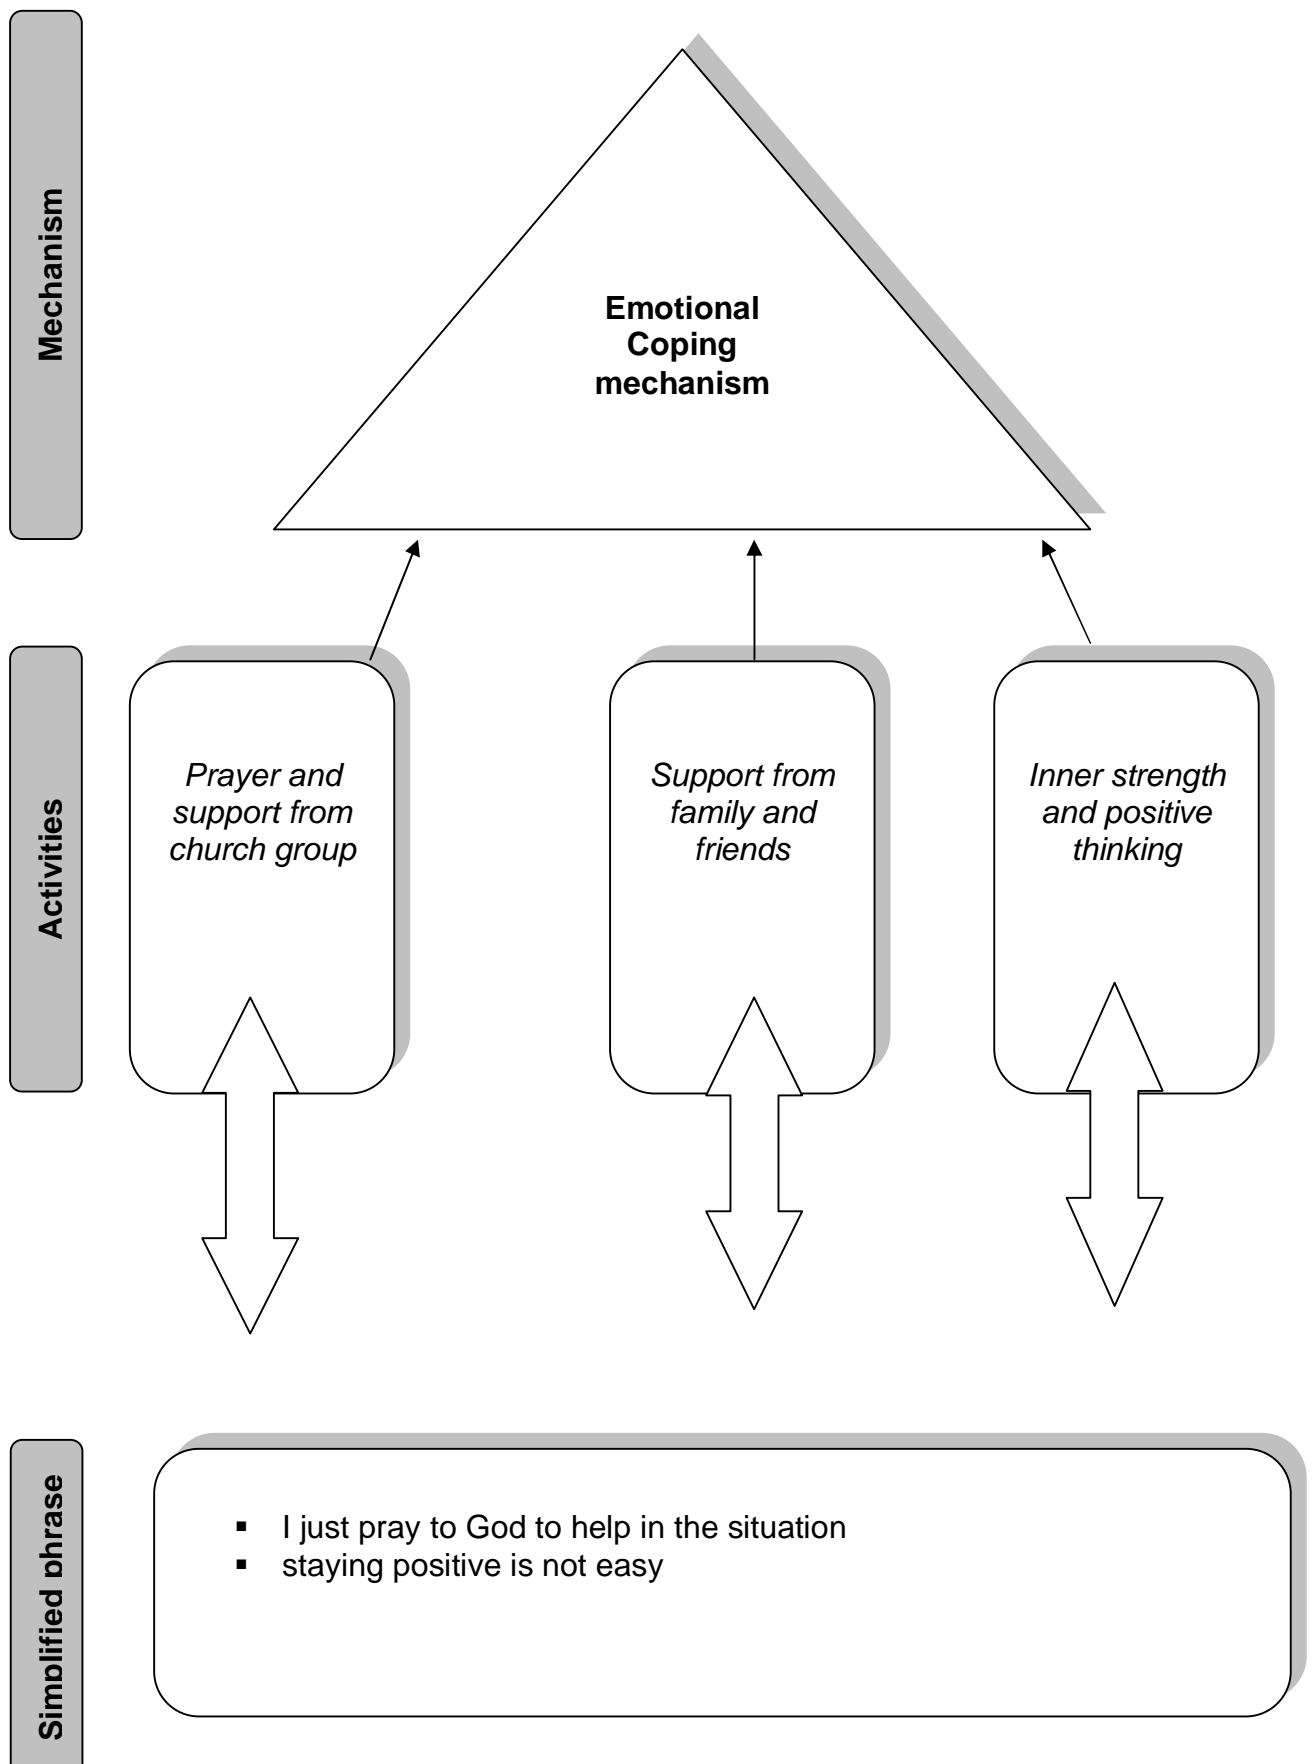 Mechanism
Emotional
Coping
mechanism
Activities
Prayer and
support from
church group
Support from
family and
friends
Inner strength
and positive
thinking
Simplified phrase
▪ I just pray to God to help in the situation
▪ staying positive is not easy